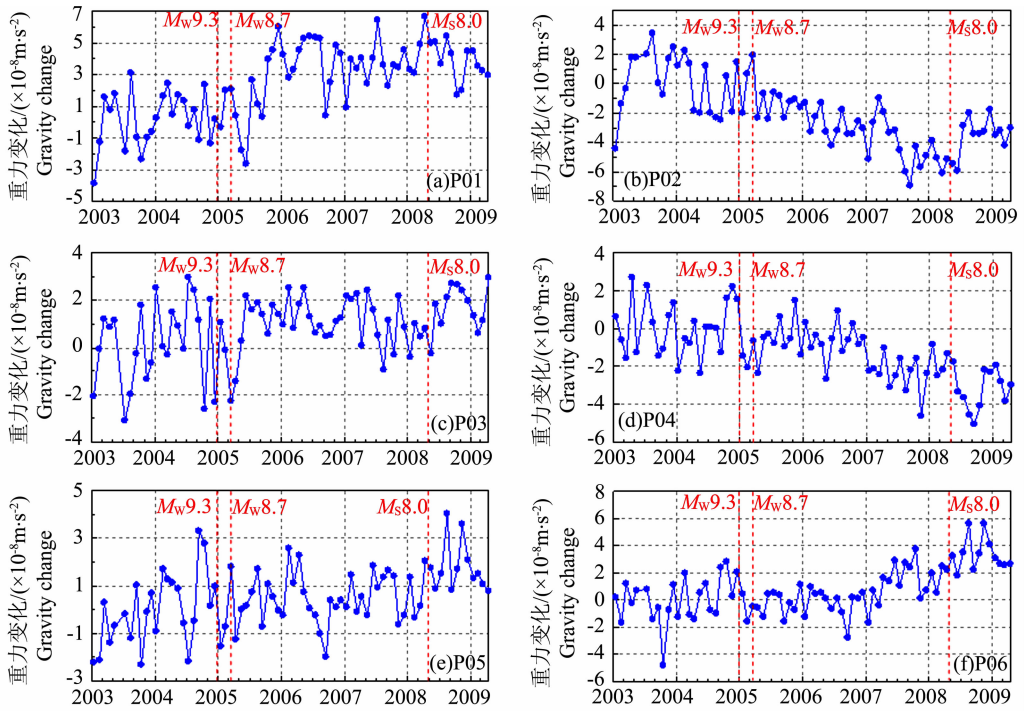 重力变化/(×10⁻⁸m·s⁻²)
Gravity change
7
5
3
1
-1
-3
-5
Mw9.3
Mw8.7
Ms8.0
(a)P01
2003 2004 2005 2006 2007 2008 2009
重力变化/(×10⁻⁸m·s⁻²)
Gravity change
4
2
0
-2
-4
-6
-8
Mw9.3
Mw8.7
Ms8.0
(b)P02
2003 2004 2005 2006 2007 2008 2009
重力变化/(×10⁻⁸m·s⁻²)
Gravity change
4
2
0
-2
-4
Mw9.3
Mw8.7
Ms8.0
(c)P03
2003 2004 2005 2006 2007 2008 2009
重力变化/(×10⁻⁸m·s⁻²)
Gravity change
4
2
0
-2
-4
-6
Mw9.3
Mw8.7
Ms8.0
(d)P04
2003 2004 2005 2006 2007 2008 2009
重力变化/(×10⁻⁸m·s⁻²)
Gravity change
5
3
1
-1
-3
Mw9.3
Mw8.7
Ms8.0
(e)P05
2003 2004 2005 2006 2007 2008 2009
重力变化/(×10⁻⁸m·s⁻²)
Gravity change
8
6
4
2
0
-2
-4
-6
Mw9.3
Mw8.7
Ms8.0
(f)P06
2003 2004 2005 2006 2007 2008 2009